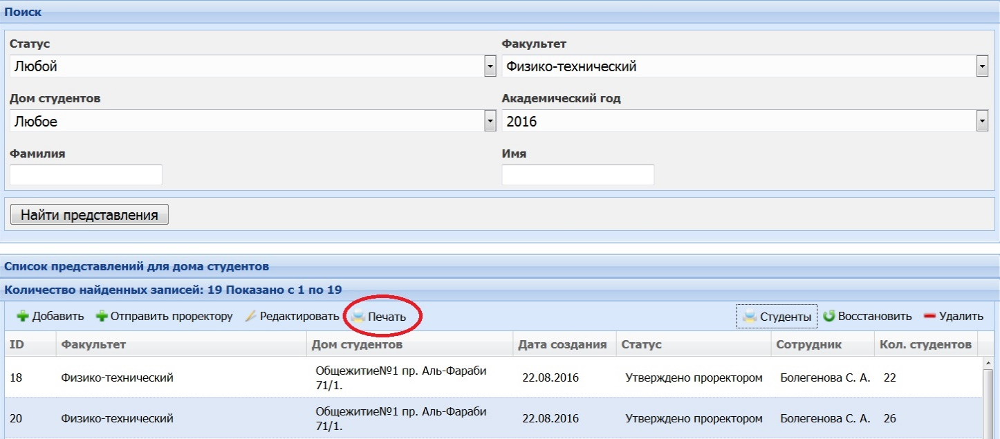 Поиск
Статус Факультет
Любой Физико-технический
Дом студентов Академический год
Любое 2016
Фамилия Имя
Найти представления
Список представлений для дома студентов
Количество найденных записей: 19 Показано с 1 по 19
Добавить Отправить проректору Редактировать Печать Студенты Восстановить Удалить
ID Факультет Дом студентов Дата создания Статус Сотрудник Кол. студентов
18 Физико-технический Общежитие№1 пр. Аль-Фараби 71/1. 22.08.2016 Утверждено проректором Болегенова С. А. 22
20 Физико-технический Общежитие№1 пр. Аль-Фараби 71/1. 22.08.2016 Утверждено проректором Болегенова С. А. 26